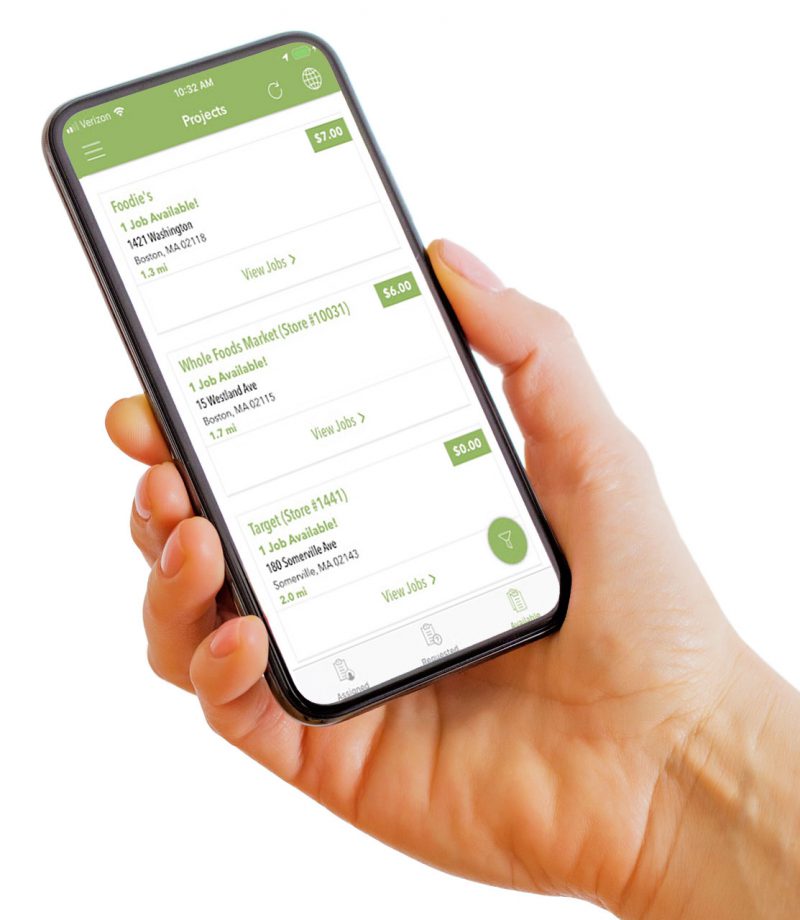 Verizon 10:32 AM
Projects
$7.00
Foodie's
1 Job Available!
1421 Washington
Boston, MA 02118
1.3 mi
View Jobs >
$6.00
Whole Foods Market (Store #10031)
1 Job Available!
15 Westland Ave
Boston, MA 02115
1.7 mi
View Jobs >
$0.00
Target (Store #1441)
1 Job Available!
180 Somerville Ave
Somerville, MA 02143
2.0 mi
View Jobs >
Assigned Requested Available